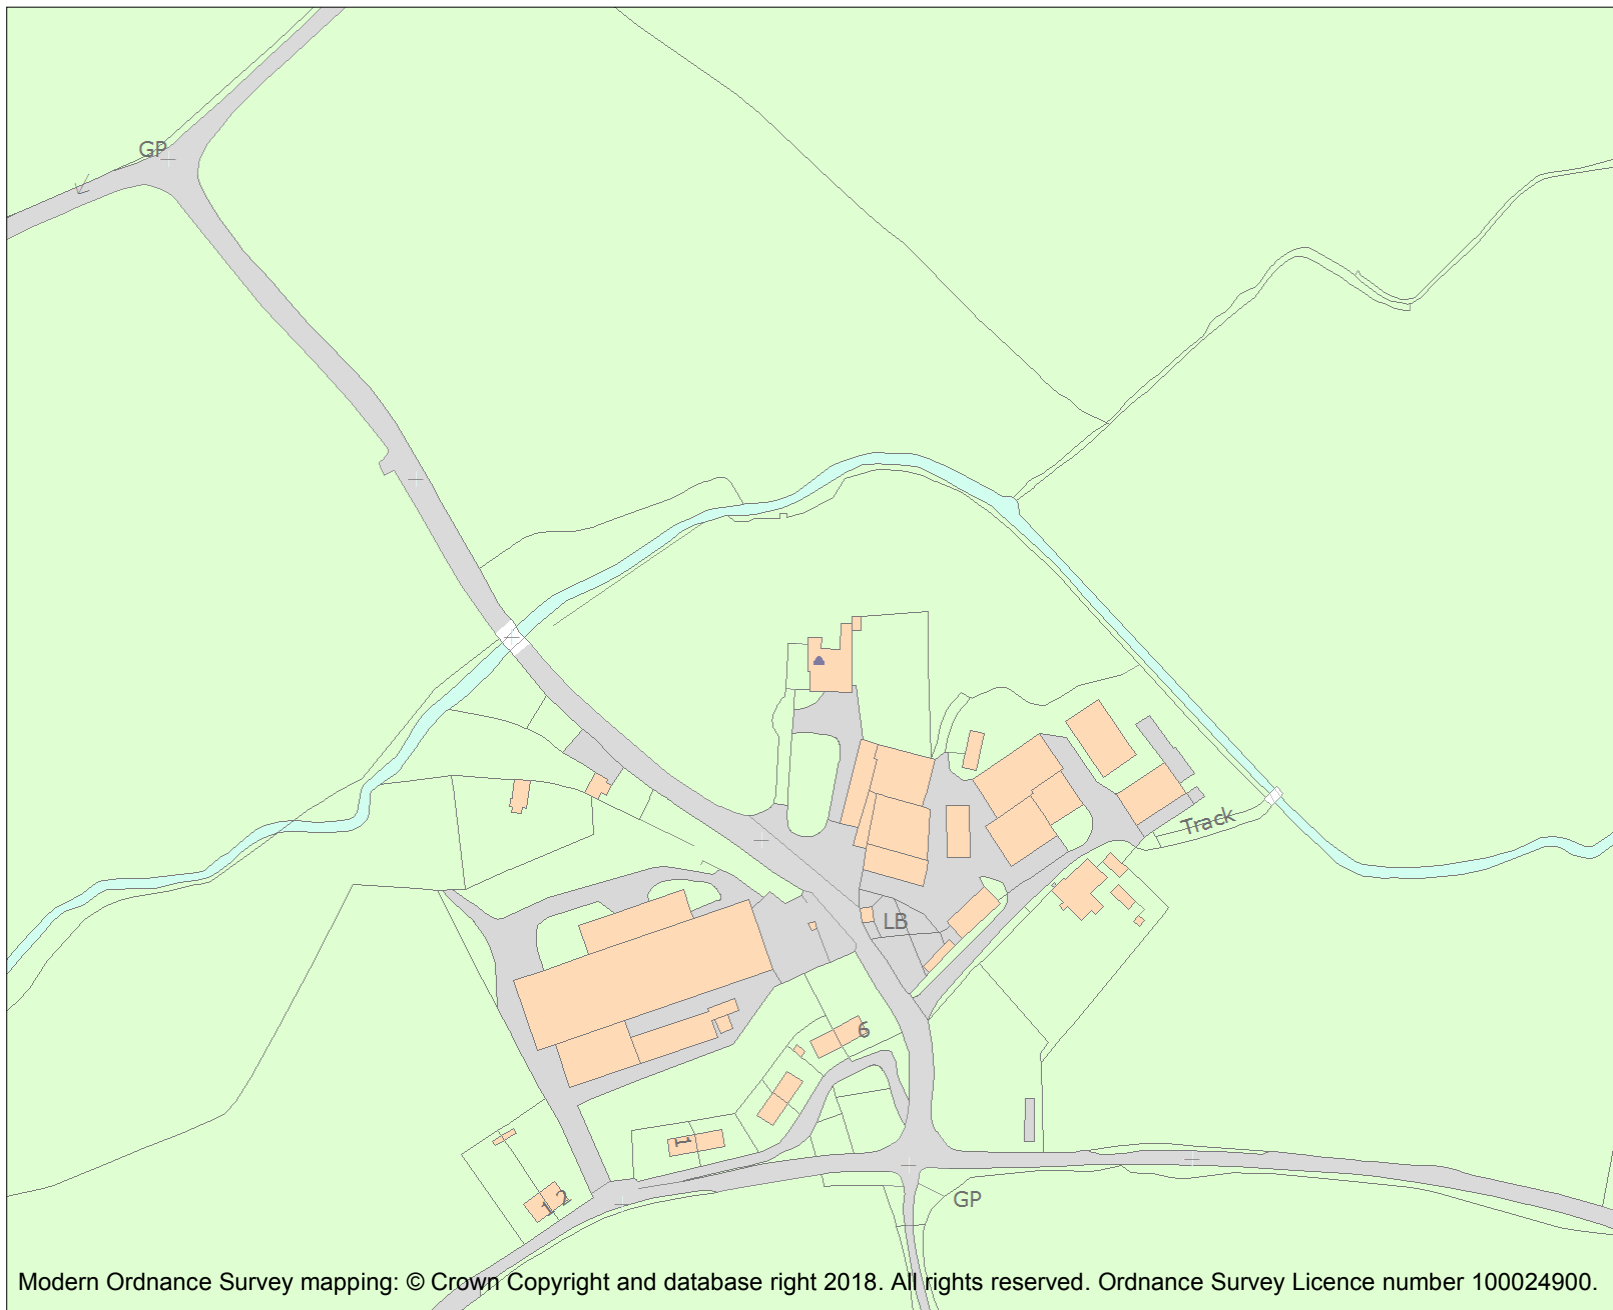 GP
Track
LB
6
1
1 2
GP
Modern Ordnance Survey mapping: © Crown Copyright and database right 2018. All rights reserved. Ordnance Survey Licence number 100024900.